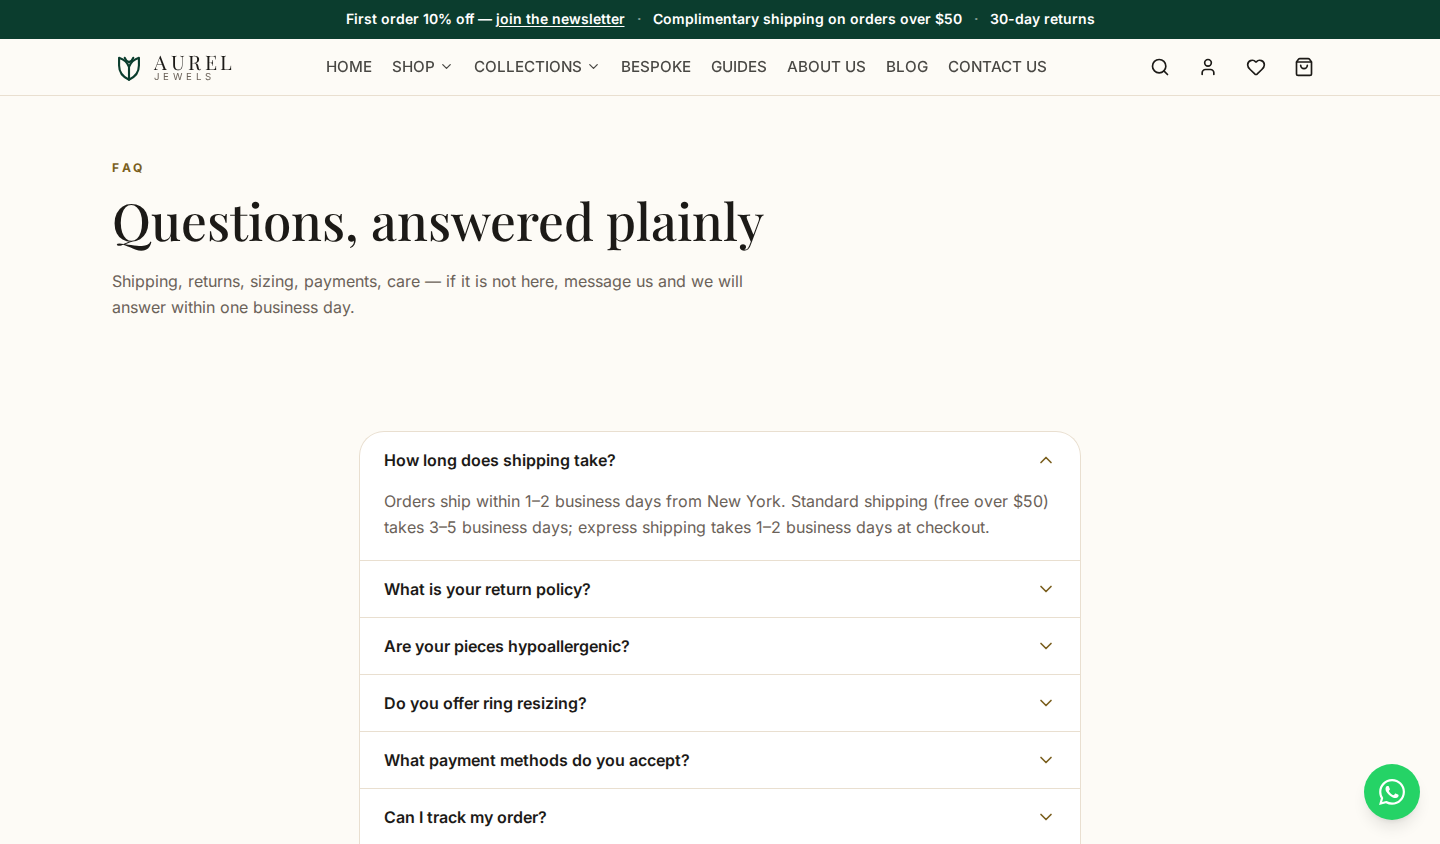 First order 10% off — join the newsletter · Complimentary shipping on orders over $50 · 30-day returns
AUREL
JEWELS
HOME SHOP COLLECTIONS BESPOKE GUIDES ABOUT US BLOG CONTACT US
FAQ
Questions, answered plainly
Shipping, returns, sizing, payments, care — if it is not here, message us and we will
answer within one business day.
How long does shipping take?
Orders ship within 1–2 business days from New York. Standard shipping (free over $50)
takes 3–5 business days; express shipping takes 1–2 business days at checkout.
What is your return policy?
Are your pieces hypoallergenic?
Do you offer ring resizing?
What payment methods do you accept?
Can I track my order?